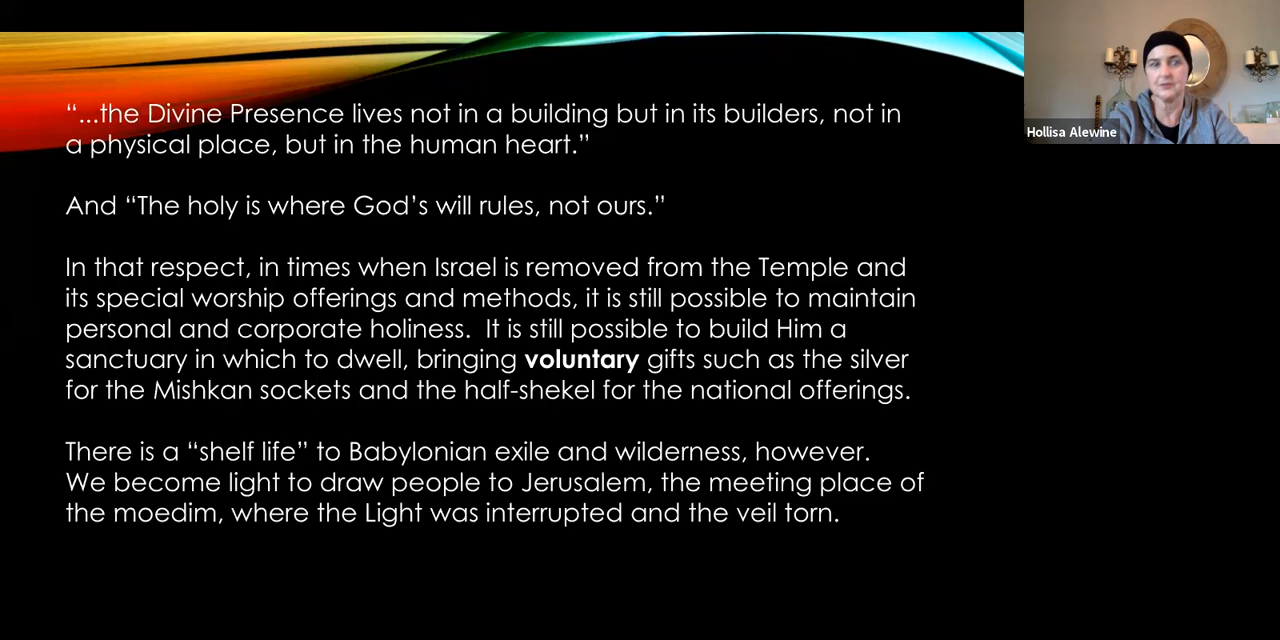 “...the Divine Presence lives not in a building but in its builders, not in
a physical place, but in the human heart.”
And “The holy is where God’s will rules, not ours.”
In that respect, in times when Israel is removed from the Temple and
its special worship offerings and methods, it is still possible to maintain
personal and corporate holiness.  It is still possible to build Him a
sanctuary in which to dwell, bringing voluntary gifts such as the silver
for the Mishkan sockets and the half-shekel for the national offerings.
There is a “shelf life” to Babylonian exile and wilderness, however.
We become light to draw people to Jerusalem, the meeting place of
the moedim, where the Light was interrupted and the veil torn.
Hollisa Alewine